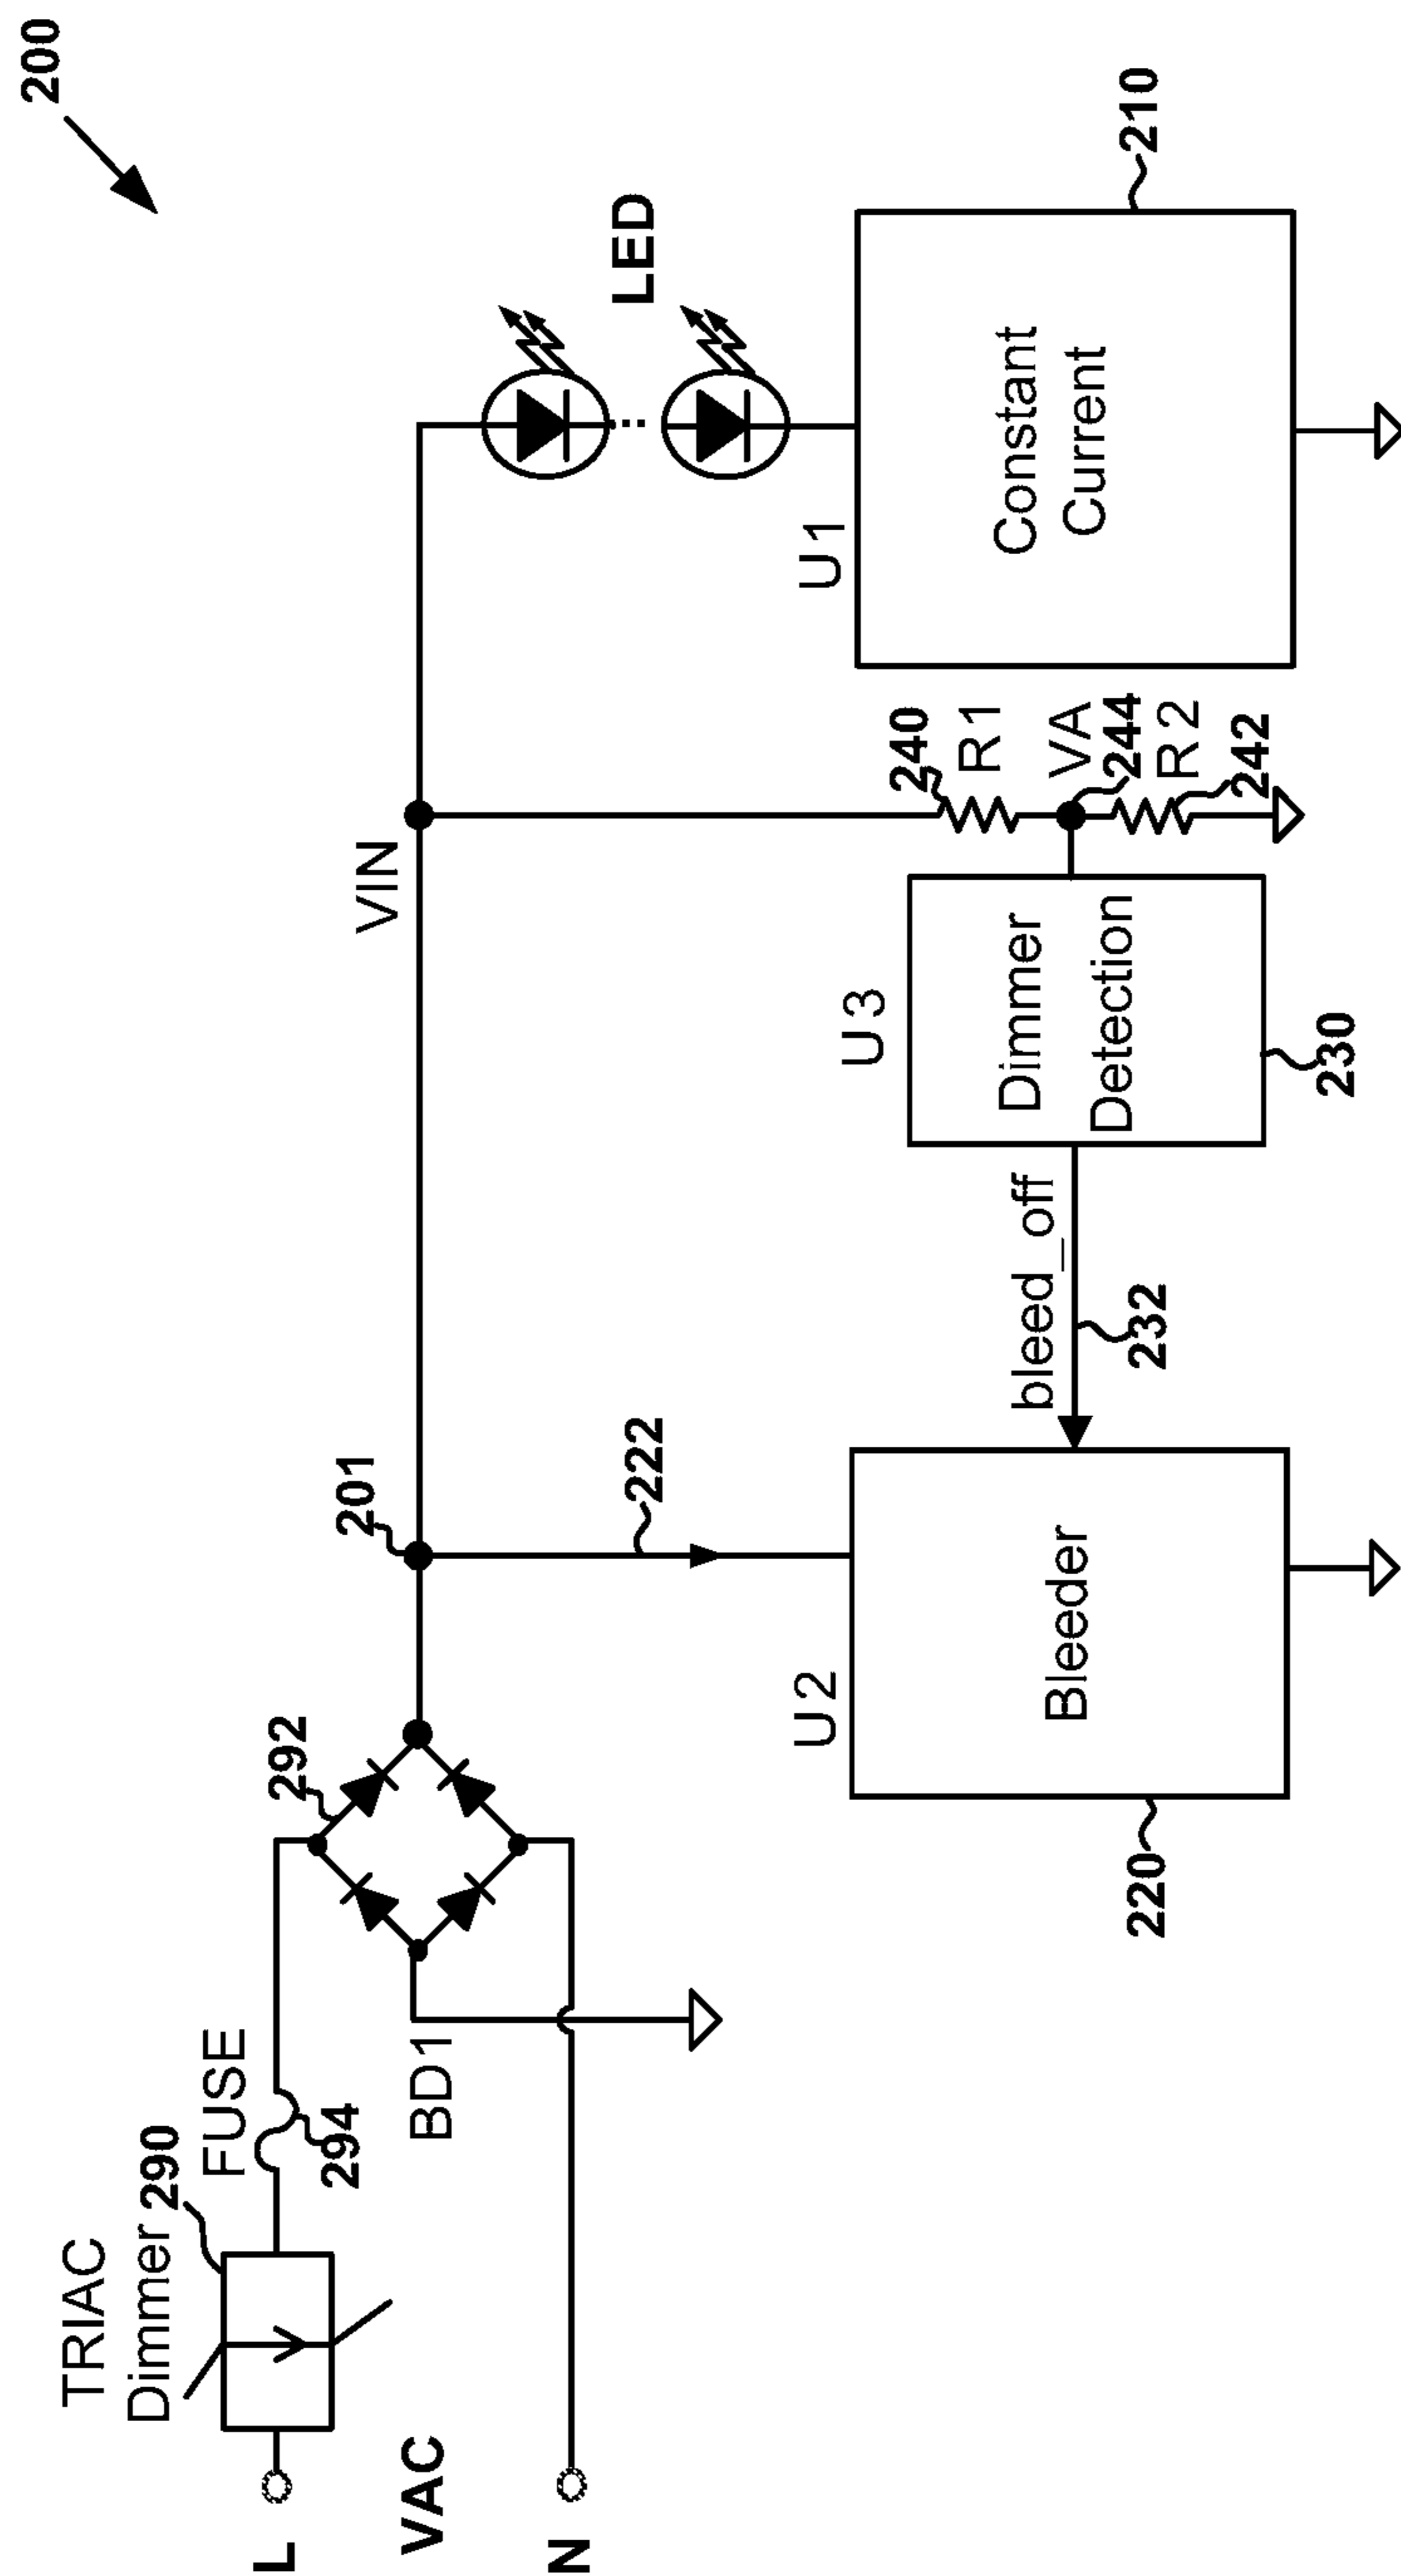 200
TRIAC
Dimmer
290
FUSE
294
L
VAC
N
BD1
292
201
VIN
222
LED
U2
Bleeder
220
bleed_off
232
U3
Dimmer
Detection
230
240
R1
VA
244
R2
242
U1
Constant
Current
210